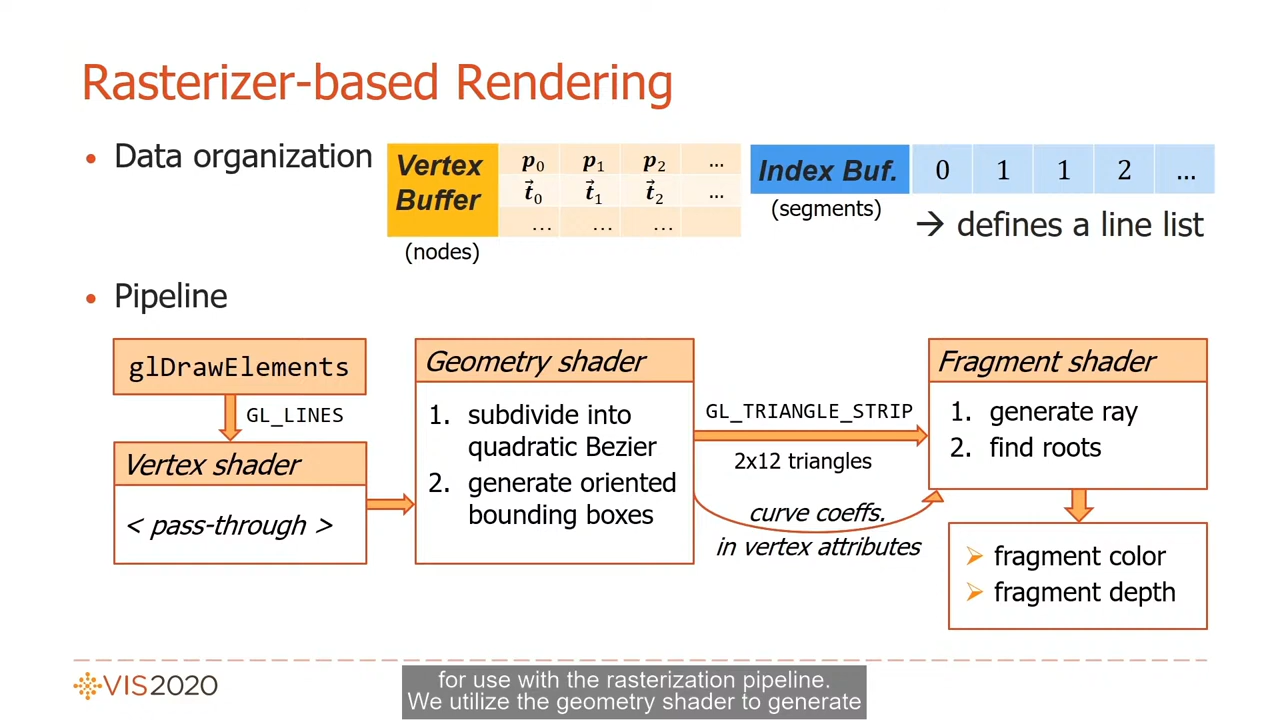 Rasterizer-based Rendering
• Data organization
Vertex Buffer
p₀ p₁ p₂ ...
t⃗₀ t⃗₁ t⃗₂ ...
... ... ...
(nodes)
Index Buf. 0 1 1 2 ...
(segments)
→ defines a line list
• Pipeline
glDrawElements
GL_LINES
Vertex shader
< pass-through >
Geometry shader
1. subdivide into
quadratic Bezier
2. generate oriented
bounding boxes
GL_TRIANGLE_STRIP
2x12 triangles
curve coeffs.
in vertex attributes
Fragment shader
1. generate ray
2. find roots
➢ fragment color
➢ fragment depth
VIS2020
for use with the rasterization pipeline.
We utilize the geometry shader to generate